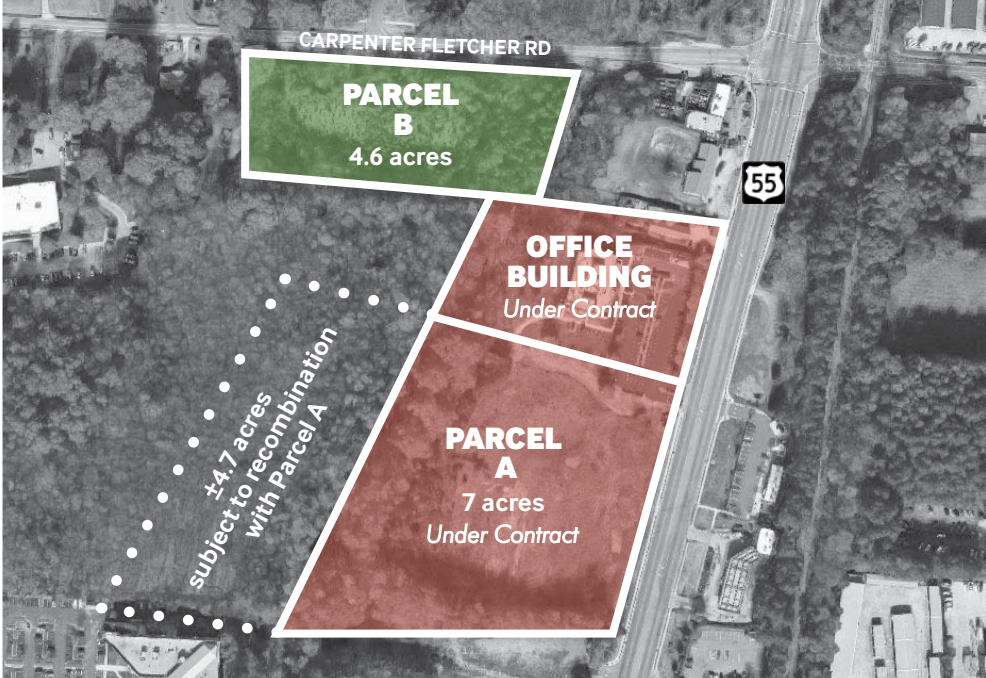 CARPENTER FLETCHER RD
PARCEL
B
4.6 acres
55
OFFICE
BUILDING
Under Contract
±4.7 acres
subject to recombination
with Parcel A
PARCEL
A
7 acres
Under Contract